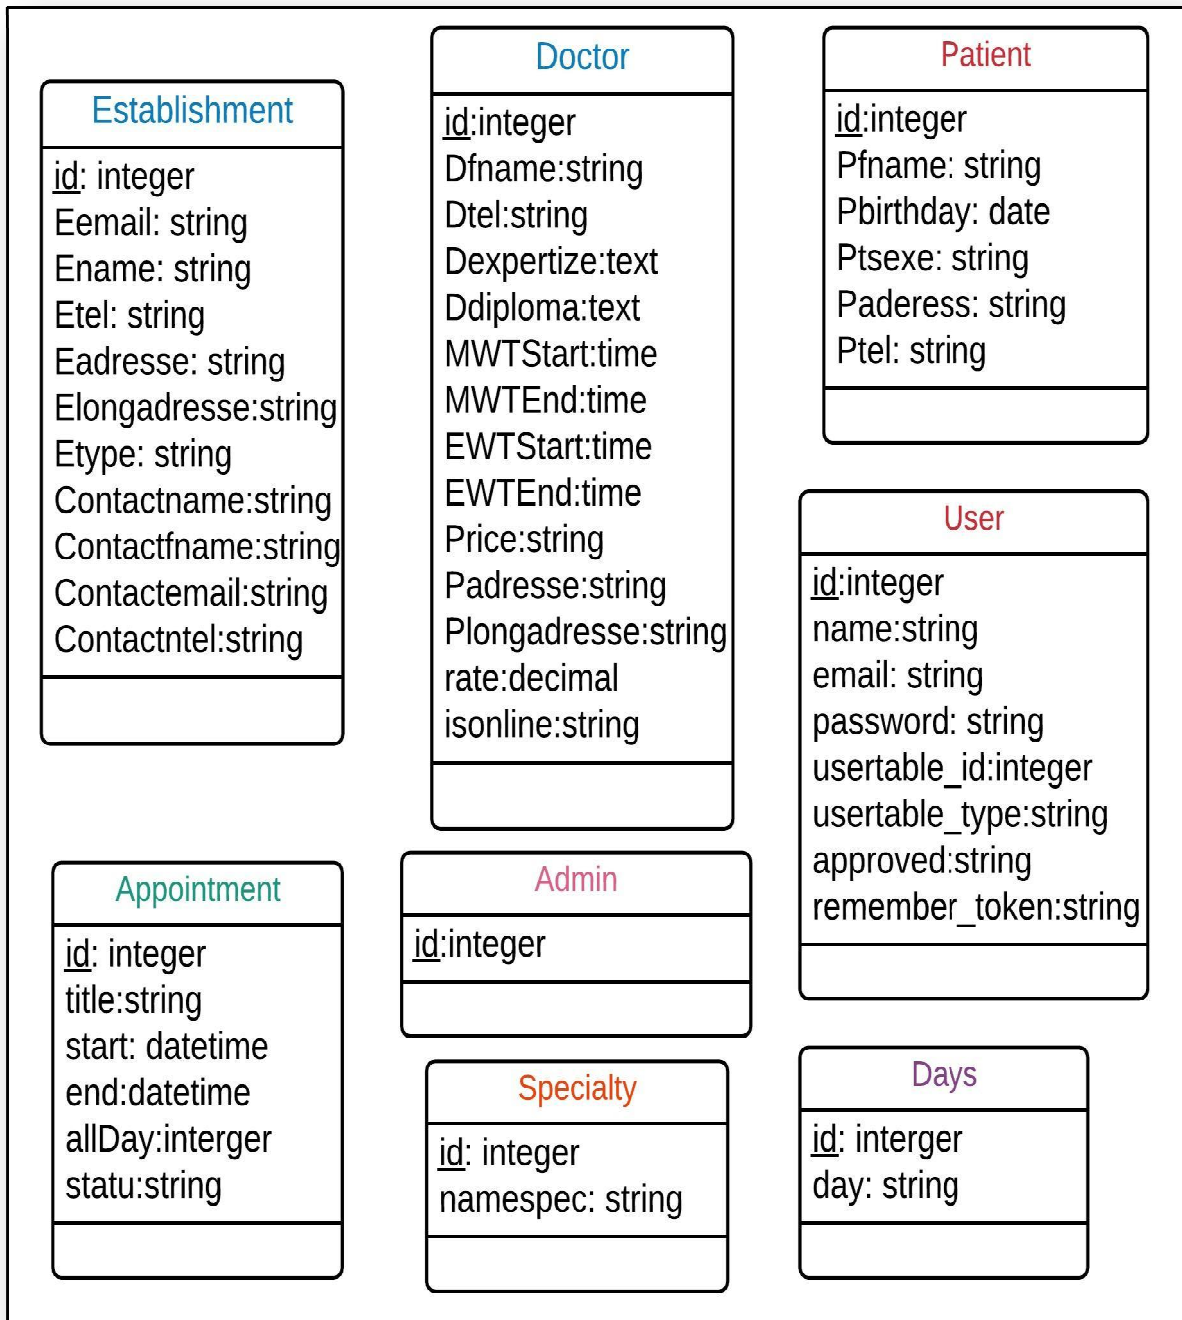 Establishment
id: integer
Eemail: string
Ename: string
Etel: string
Eadresse: string
Elongadresse:string
Etype: string
Contactname:string
Contactfname:string
Contactemail:string
Contactntel:string
Doctor
id:integer
Dfname:string
Dtel:string
Dexpertize:text
Ddiploma:text
MWTStart:time
MWTEnd:time
EWTStart:time
EWTEnd:time
Price:string
Padresse:string
Plongadresse:string
rate:decimal
isonline:string
Patient
id:integer
Pfname: string
Pbirthday: date
Ptsexe: string
Paderess: string
Ptel: string
User
id:integer
name:string
email: string
password: string
usertable_id:integer
usertable_type:string
approved:string
remember_token:string
Appointment
id: integer
title:string
start: datetime
end:datetime
allDay:interger
statu:string
Admin
id:integer
Specialty
id: integer
namespec: string
Days
id: interger
day: string